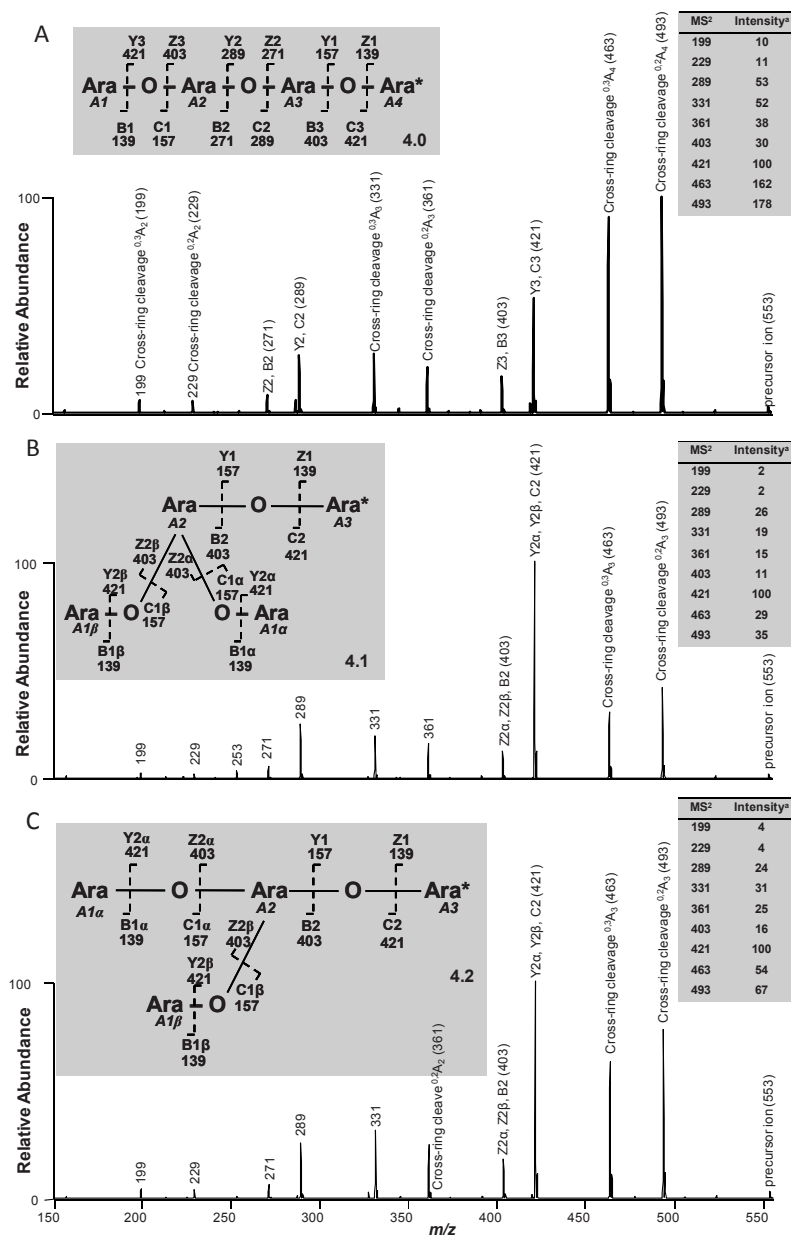 A
Y3 Z3 Y2 Z2 Y1 Z1
421 403 289 271 157 139
Ara O Ara O Ara O Ara*
A1 A2 A3 A4
B1 C1 B2 C2 B3 C3
139 157 271 289 403 421
4.0
MS² Intensityᵃ
199 10
229 11
289 53
331 52
361 38
403 30
421 100
463 162
493 178
Relative Abundance
100
0
199 Cross-ring cleavage ⁰·³A₂ (199)
229 Cross-ring cleavage ⁰·²A₂ (229)
Z2, B2 (271)
Y2, C2 (289)
Cross-ring cleavage ⁰·³A₃ (331)
Cross-ring cleavage ⁰·²A₃ (361)
Z3, B3 (403)
Y3, C3 (421)
Cross-ring cleavage ⁰·³A₄ (463)
Cross-ring cleavage ⁰·²A₄ (493)
precursor ion (553)
B
Y1 Z1
157 139
Ara O Ara*
A2 A3
B2 C2
403 421
Z2β Z2α
403 403
Y2β C1α Y2α
421 157 421
Ara O O Ara
A1β C1β A1α
157
B1β B1α
139 139
4.1
MS² Intensityᵃ
199 2
229 2
289 26
331 19
361 15
403 11
421 100
463 29
493 35
Relative Abundance
100
0
199
229
253
271
289
331
361
Z2α, Z2β, B2 (403)
Y2α, Y2β, C2 (421)
Cross-ring cleavage ⁰·³A₃ (463)
Cross-ring cleavage ⁰·²A₃ (493)
precursor ion (553)
C
Y2α Z2α Y1 Z1
421 403 157 139
Ara O Ara O Ara*
A1α A2 A3
B1α C1α B2 C2
139 157 403 421
Z2β
403
Y2β
421
C1β
157
Ara O
A1β
B1β
139
4.2
MS² Intensityᵃ
199 4
229 4
289 24
331 31
361 25
403 16
421 100
463 54
493 67
Relative Abundance
100
0
199
229
271
289
331
Cross-ring cleave ⁰·²A₂ (361)
Z2α, Z2β, B2 (403)
Y2α, Y2β, C2 (421)
Cross-ring cleavage ⁰·³A₃ (463)
Cross-ring cleavage ⁰·²A₃ (493)
precursor ion (553)
150 200 250 300 350 400 450 500 550
m/z